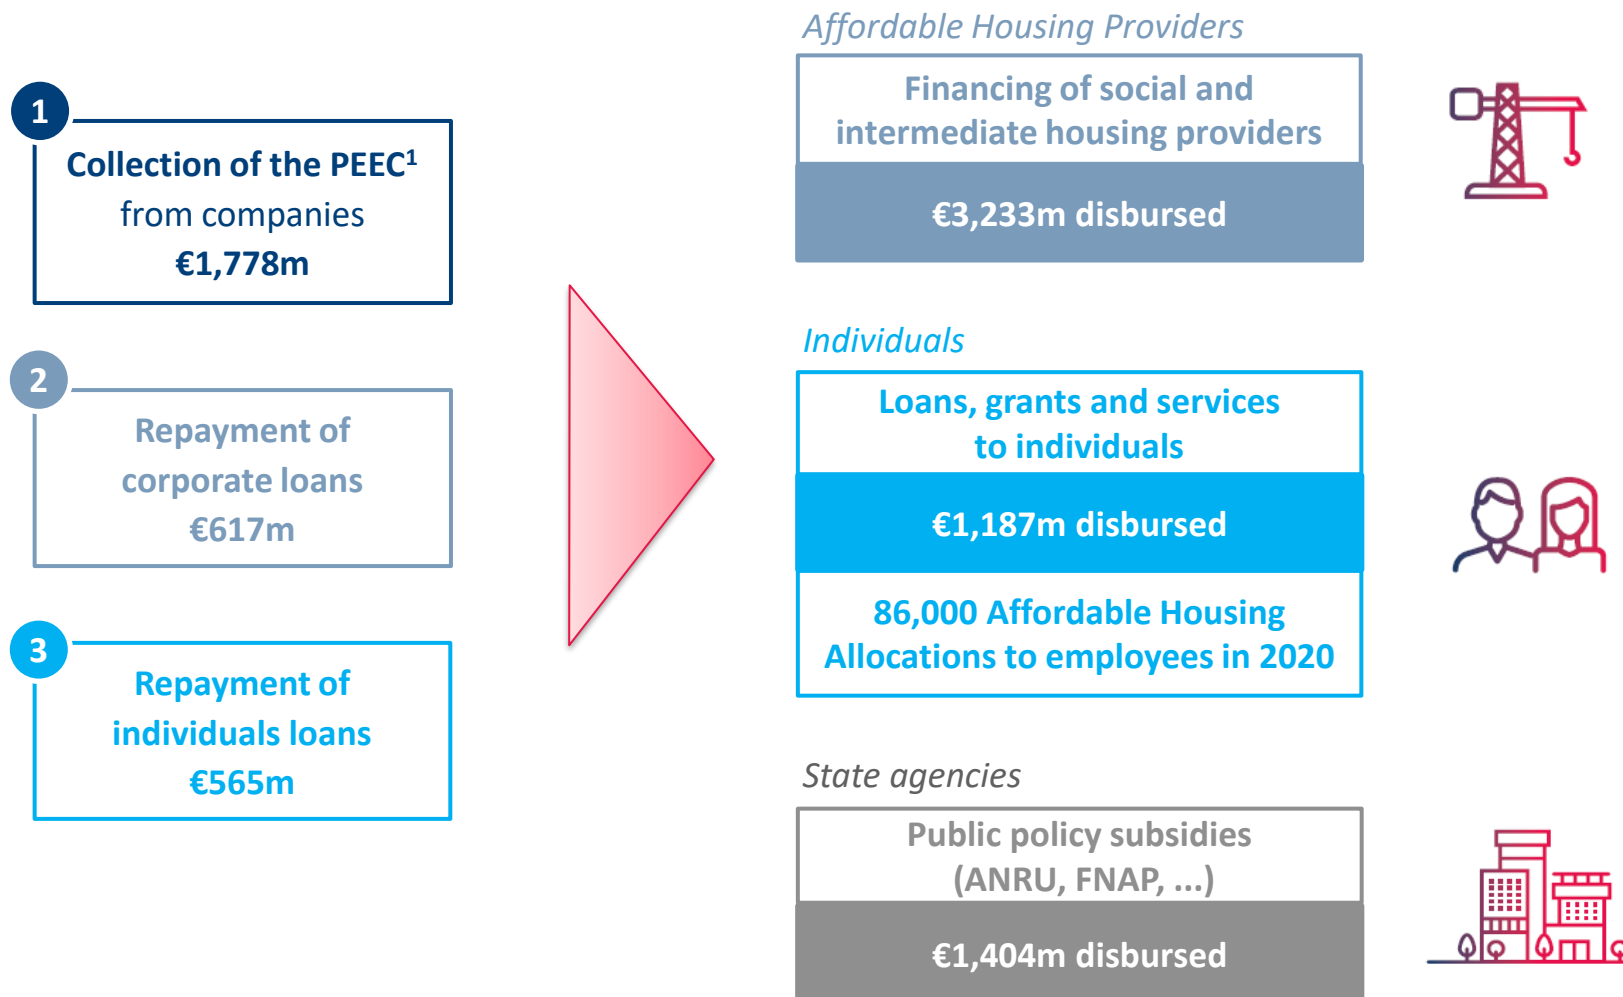 1
Collection of the PEEC¹
from companies
€1,778m
2
Repayment of
corporate loans
€617m
3
Repayment of
individuals loans
€565m
Affordable Housing Providers
Financing of social and
intermediate housing providers
€3,233m disbursed
Individuals
Loans, grants and services
to individuals
€1,187m disbursed
86,000 Affordable Housing
Allocations to employees in 2020
State agencies
Public policy subsidies
(ANRU, FNAP, ...)
€1,404m disbursed